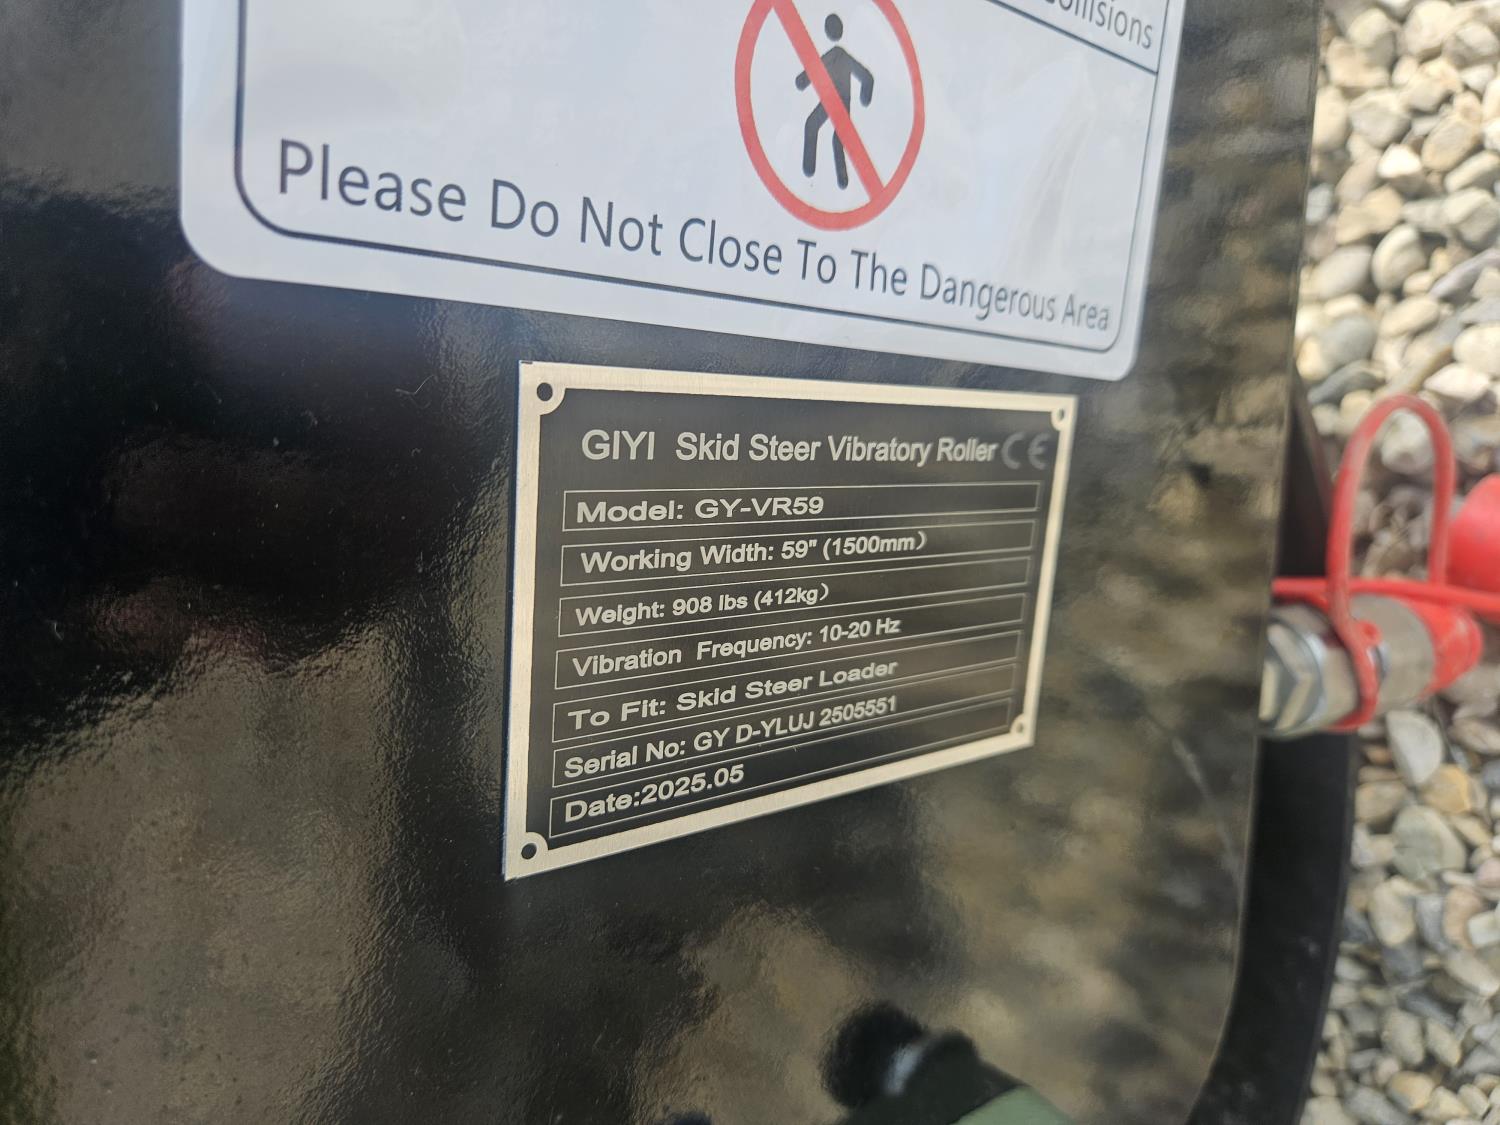 Collisions
Please Do Not Close To The Dangerous Area
GIYI Skid Steer Vibratory Roller CE
Model: GY-VR59
Working Width: 59" (1500mm)
Weight: 908 lbs (412kg)
Vibration Frequency: 10-20 Hz
To Fit: Skid Steer Loader
Serial No: GY D-YLUJ 2505551
Date:2025.05